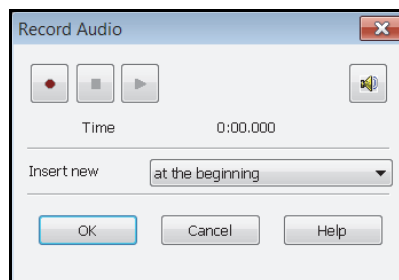 Record Audio
Time 0:00.000
Insert new at the beginning
OK Cancel Help